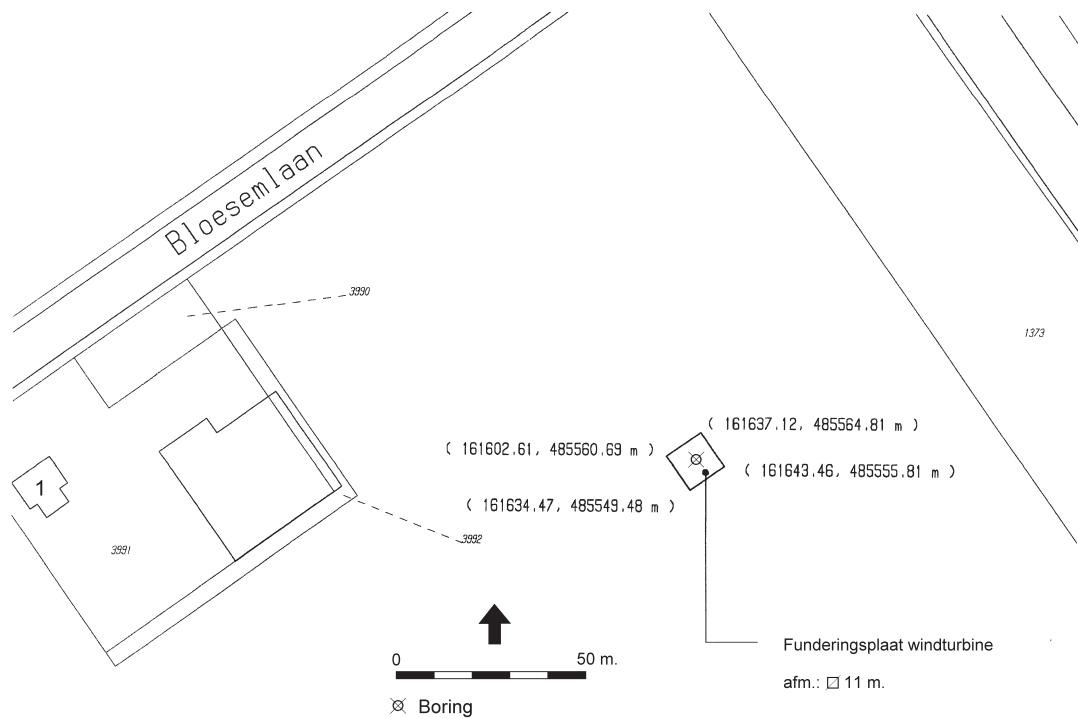 Bloesemlaan
3990
1373
( 161637.12, 485564.81 m )
( 161602.61, 485560.69 m )
( 161643.46, 485555.81 m )
1
( 161634.47, 485549.48 m )
3991
3992
0 50 m.
Funderingsplaat windturbine
afm.: 11 m.
Boring